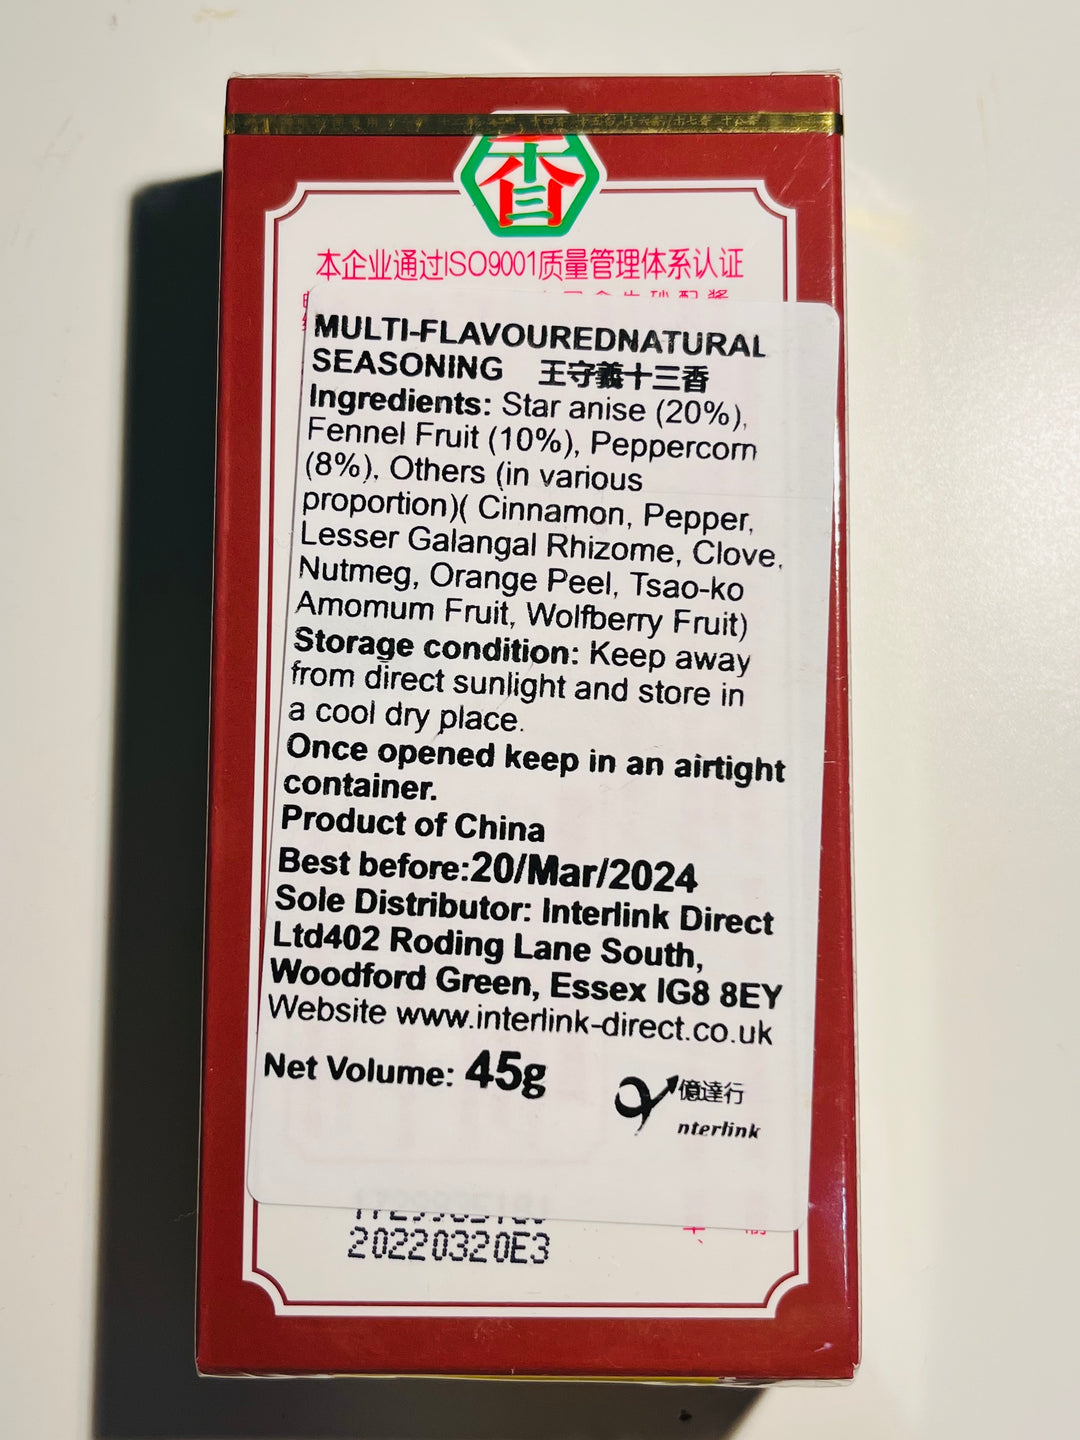 香
本企业通过ISO9001质量管理体系认证
MULTI-FLAVOUREDNATURAL
SEASONING 王守義十三香
Ingredients: Star anise (20%),
Fennel Fruit (10%), Peppercorn
(8%), Others (in various
proportion)( Cinnamon, Pepper,
Lesser Galangal Rhizome, Clove,
Nutmeg, Orange Peel, Tsao-ko
Amomum Fruit, Wolfberry Fruit)
Storage condition: Keep away
from direct sunlight and store in
a cool dry place.
Once opened keep in an airtight
container.
Product of China
Best before:20/Mar/2024
Sole Distributor: Interlink Direct
Ltd402 Roding Lane South,
Woodford Green, Essex IG8 8EY
Website www.interlink-direct.co.uk
Net Volume: 45g
億達行
nterlink
20220320E3